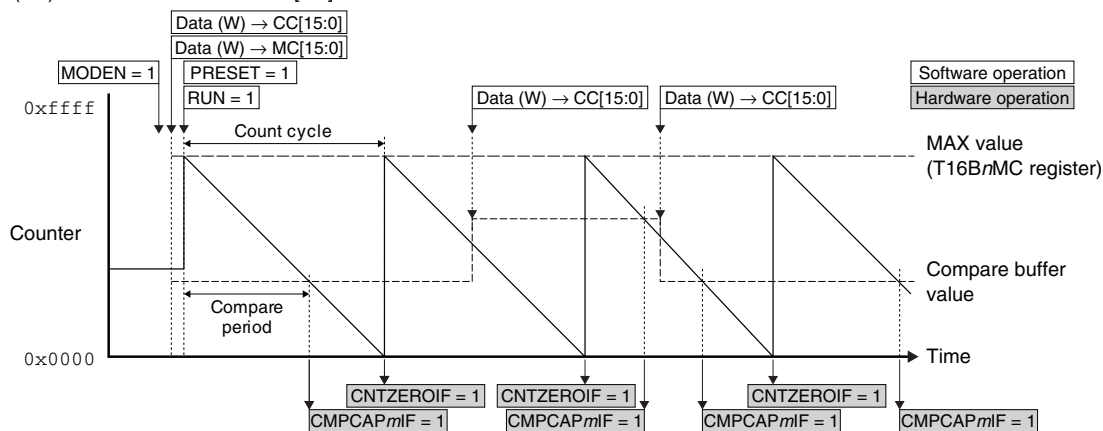 Data (W) → CC[15:0]
Data (W) → MC[15:0]
MODEN = 1
PRESET = 1
RUN = 1
Software operation
Hardware operation
0xffff
Data (W) → CC[15:0]
Data (W) → CC[15:0]
Count cycle
MAX value
(T16BnMC register)
Counter
Compare buffer
value
Compare
period
0x0000
Time
CNTZEROIF = 1
CNTZEROIF = 1
CNTZEROIF = 1
CMPCAPmIF = 1
CMPCAPmIF = 1
CMPCAPmIF = 1
CMPCAPmIF = 1